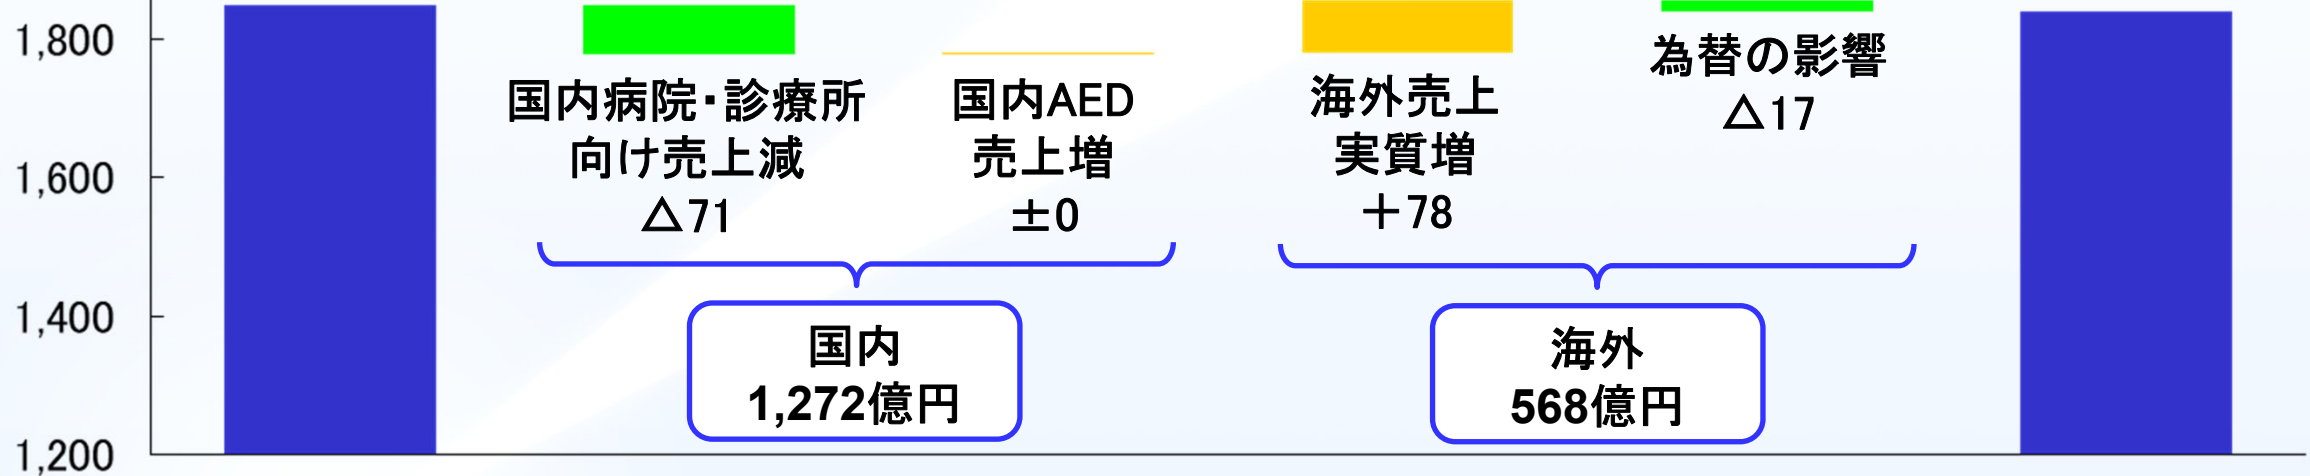 1,800
1,600
1,400
1,200
国内病院・診療所
向け売上減
△71
国内AED
売上増
±0
海外売上
実質増
＋78
為替の影響
△17
国内
1,272億円
海外
568億円